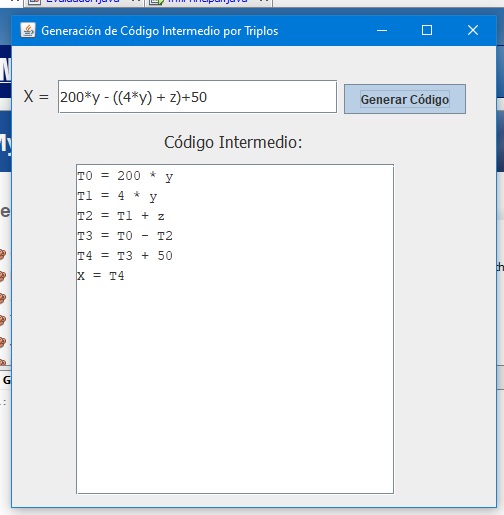 Generación de Código Intermedio por Triplos
X = 200*y - ((4*y) + z)+50 Generar Código
Código Intermedio:
T0 = 200 * y
T1 = 4 * y
T2 = T1 + z
T3 = T0 - T2
T4 = T3 + 50
X = T4